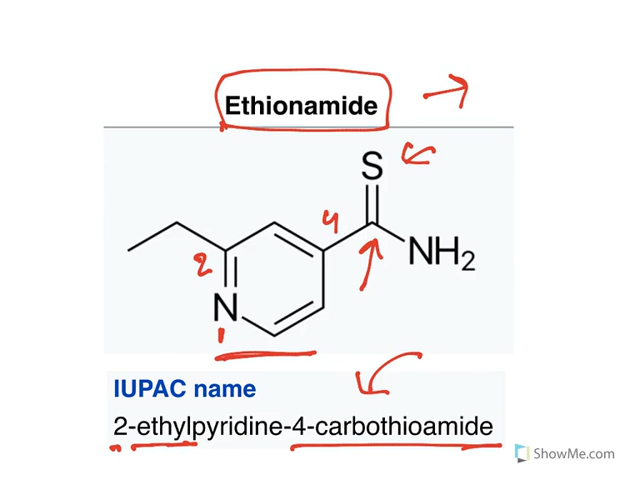 Ethionamide
S
4
NH2
2
N
1
IUPAC name
2-ethylpyridine-4-carbothioamide
ShowMe.com